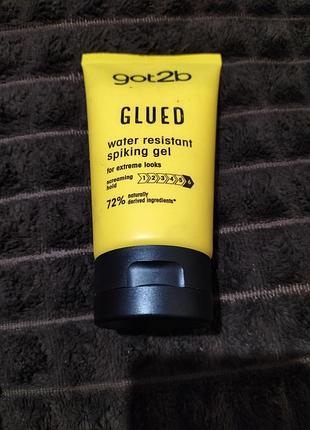 got2b
GLUED
water resistant
spiking gel
for extreme looks
screaming
hold
1 2 3 4 5 6
72% naturally
derived ingredients*